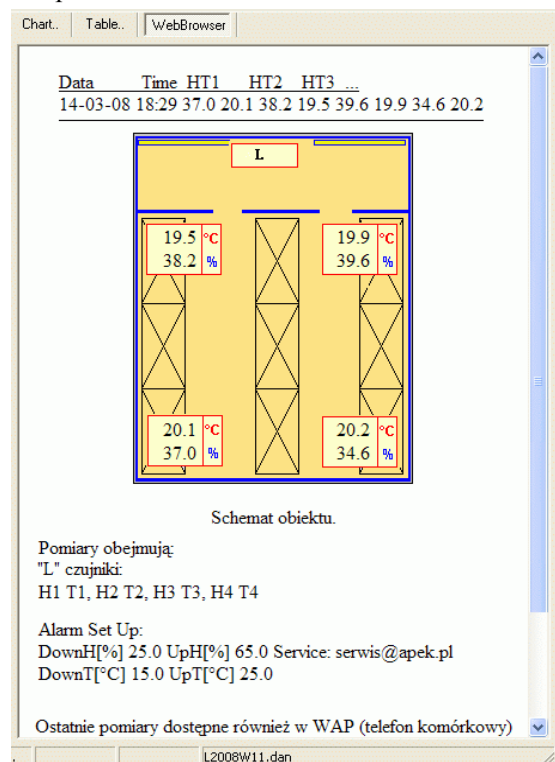 Chart.. Table.. WebBrowser
Data Time HT1 HT2 HT3 ...
14-03-08 18:29 37.0 20.1 38.2 19.5 39.6 19.9 34.6 20.2
L
19.5 °C 19.9 °C
38.2 % 39.6 %
20.1 °C 20.2 °C
37.0 % 34.6 %
Schemat obiektu.
Pomiary obejmują:
"L" czujniki:
H1 T1, H2 T2, H3 T3, H4 T4
Alarm Set Up:
DownH[%] 25.0 UpH[%] 65.0 Service: serwis@apek.pl
DownT[°C] 15.0 UpT[°C] 25.0
Ostatnie pomiary dostępne również w WAP (telefon komórkowy)
L2008W11.dan